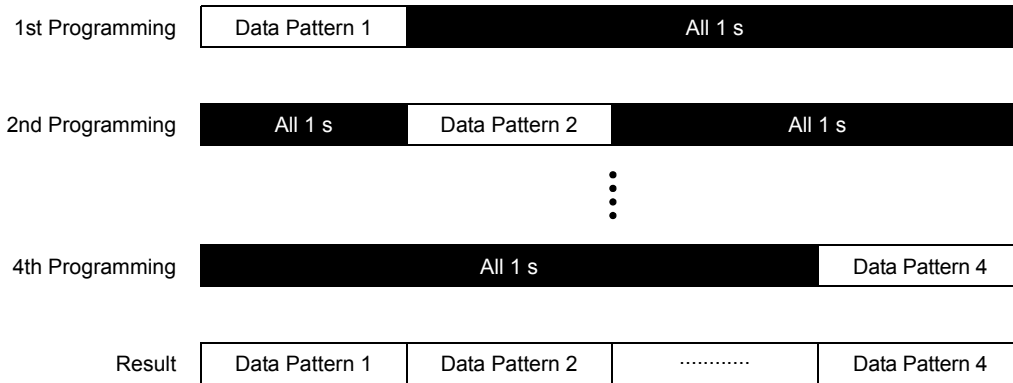 1st Programming Data Pattern 1 All 1 s
2nd Programming All 1 s Data Pattern 2 All 1 s
4th Programming All 1 s Data Pattern 4
Result Data Pattern 1 Data Pattern 2 ............ Data Pattern 4